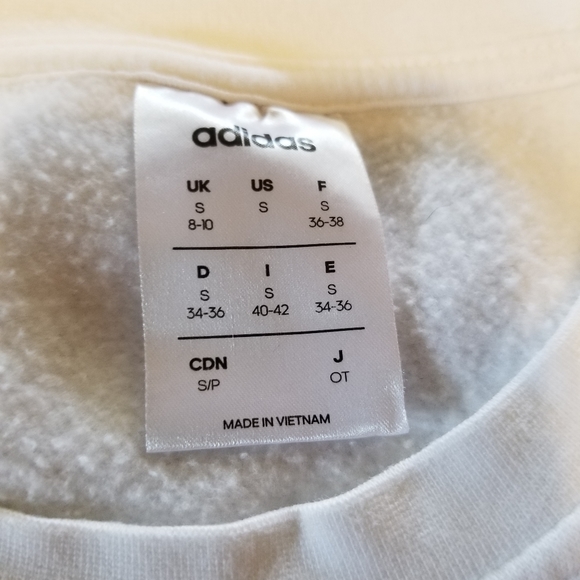 adidas
UK US F
S S S
8-10 36-38
D I E
S S S
34-36 40-42 34-36
CDN J
S/P OT
MADE IN VIETNAM